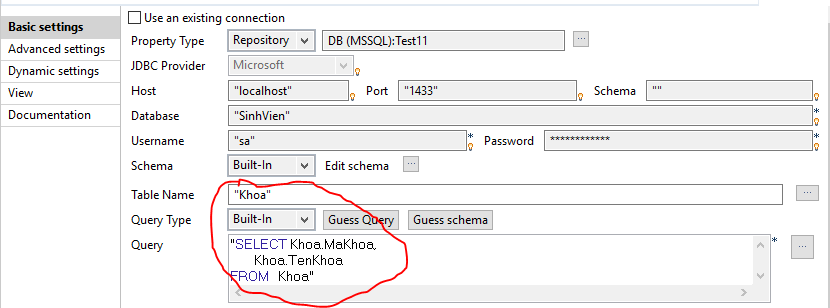 Use an existing connection
Basic settings
Property Type Repository DB (MSSQL):Test11 ...
Advanced settings
JDBC Provider Microsoft
Dynamic settings
Host "localhost" Port "1433" Schema ""
View
Database "SinhVien" *
Documentation
Username "sa" * Password ************ *
Schema Built-In Edit schema ...
Table Name "Khoa" ...
Query Type Built-In Guess Query Guess schema
Query "SELECT Khoa.MaKhoa, * ...
Khoa.TenKhoa
FROM Khoa"